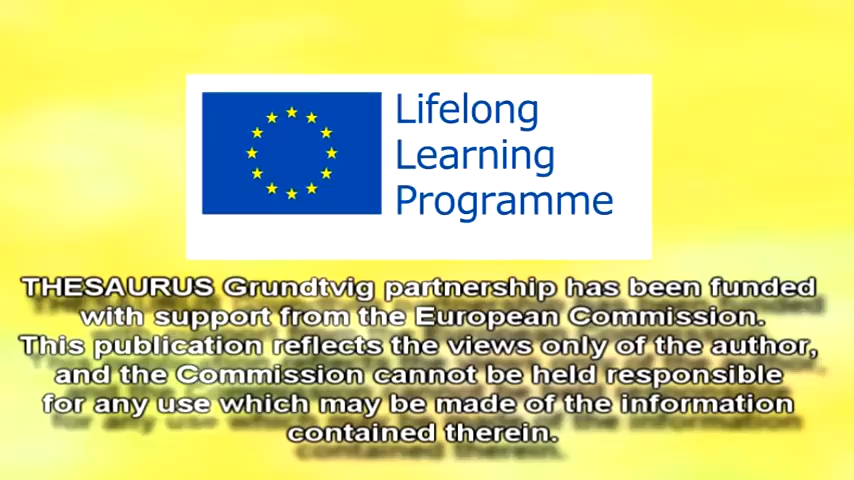 Lifelong
Learning
Programme
THESAURUS Grundtvig partnership has been funded
with support from the European Commission.
This publication reflects the views only of the author,
and the Commission cannot be held responsible
for any use which may be made of the information
contained therein.